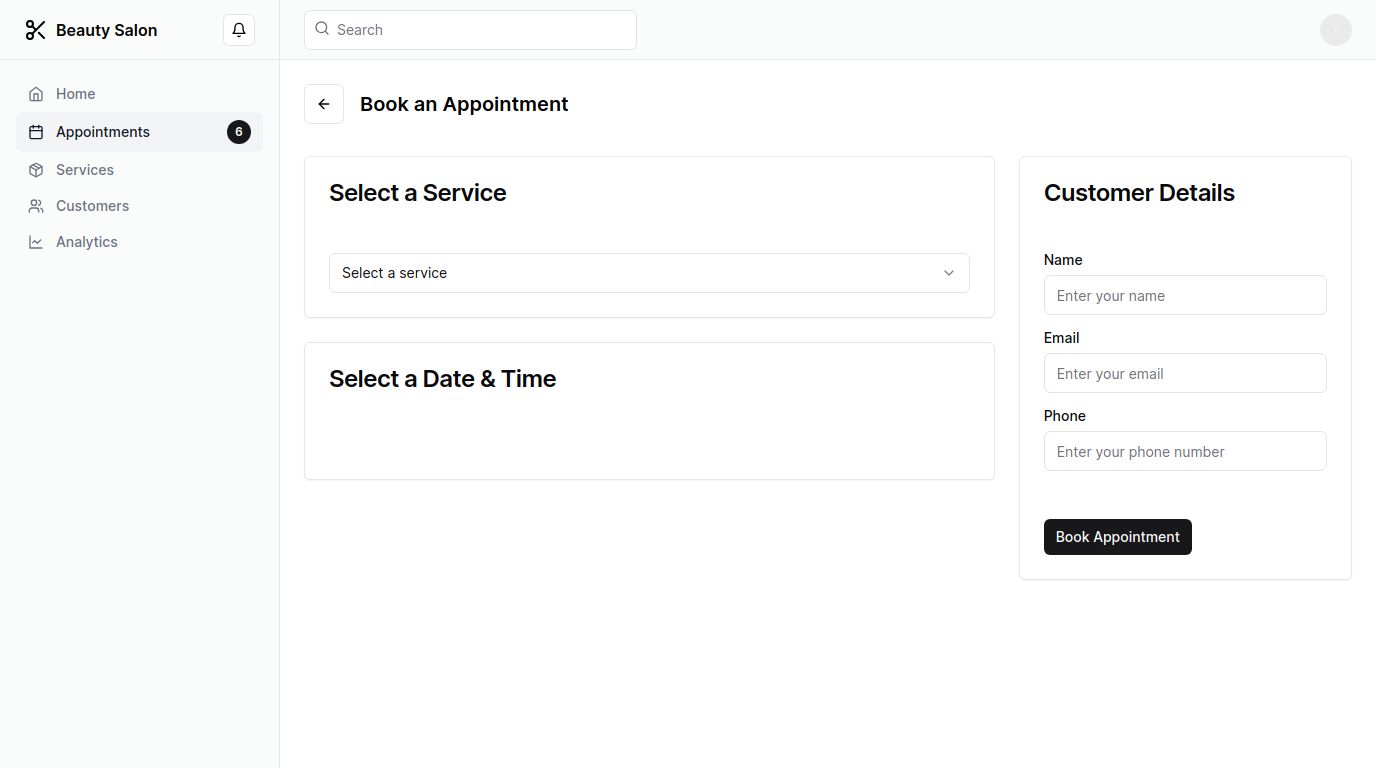 Beauty Salon
Search
Home
Appointments 6
Services
Customers
Analytics
Book an Appointment
Select a Service
Select a service
Select a Date & Time
Customer Details
Name
Enter your name
Email
Enter your email
Phone
Enter your phone number
Book Appointment